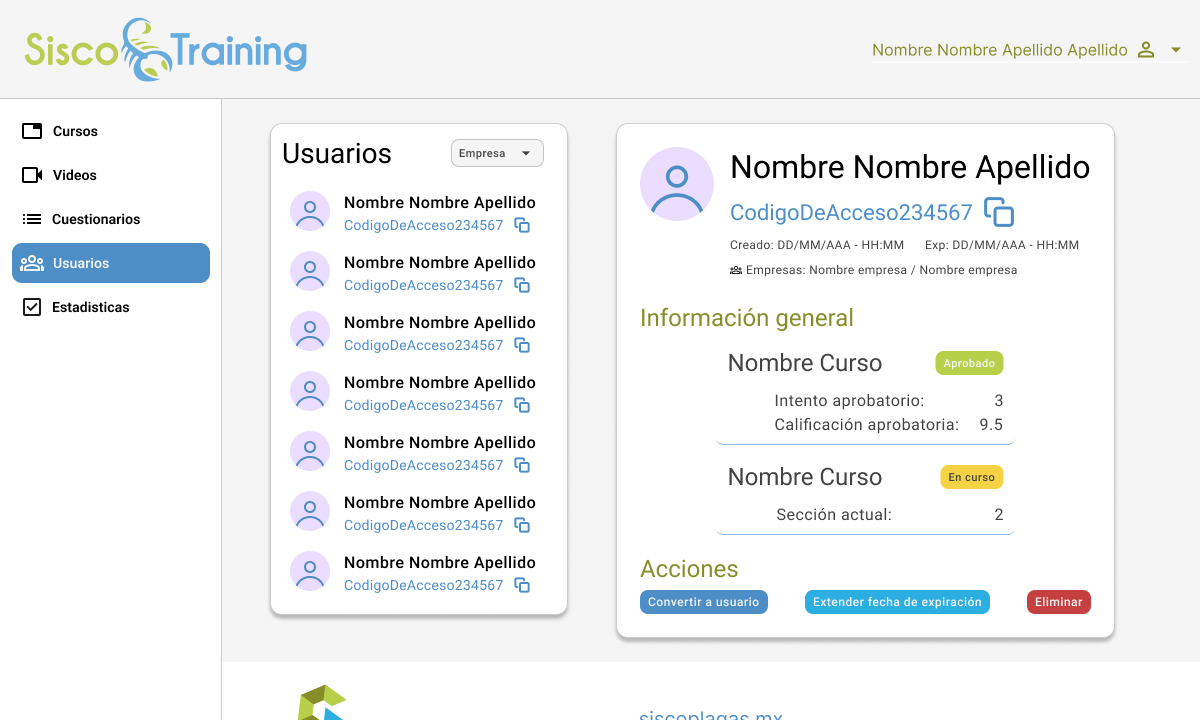 Sisco Training
Nombre Nombre Apellido Apellido
Cursos
Videos
Cuestionarios
Usuarios
Estadisticas
Usuarios
Empresa
Nombre Nombre Apellido
CodigoDeAcceso234567
Nombre Nombre Apellido
CodigoDeAcceso234567
Nombre Nombre Apellido
CodigoDeAcceso234567
Nombre Nombre Apellido
CodigoDeAcceso234567
Nombre Nombre Apellido
CodigoDeAcceso234567
Nombre Nombre Apellido
CodigoDeAcceso234567
Nombre Nombre Apellido
CodigoDeAcceso234567
Nombre Nombre Apellido
CodigoDeAcceso234567
Creado: DD/MM/AAA - HH:MM Exp: DD/MM/AAA - HH:MM
Empresas: Nombre empresa / Nombre empresa
Información general
Nombre Curso Aprobado
Intento aprobatorio: 3
Calificación aprobatoria: 9.5
Nombre Curso En curso
Sección actual: 2
Acciones
Convertir a usuario Extender fecha de expiración Eliminar
siscoplagas.mx